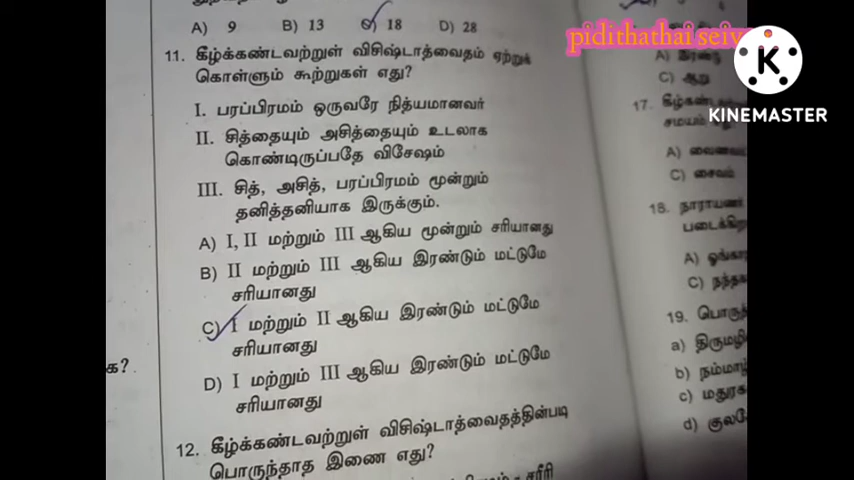 A) 9 B) 13 C) 18 D) 28
pidithathai seiv
KINEMASTER
11. கீழ்க்கண்டவற்றுள் விசிஷ்டாத்வைதம் ஏற்றுக்
கொள்ளும் கூற்றுகள் எது?
I. பரப்பிரமம் ஒருவரே நித்யமானவர்
II. சித்தையும் அசித்தையும் உடலாக
கொண்டிருப்பதே விசேஷம்
III. சித், அசித், பரப்பிரமம் மூன்றும்
தனித்தனியாக இருக்கும்.
A) I, II மற்றும் III ஆகிய மூன்றும் சரியானது
B) II மற்றும் III ஆகிய இரண்டும் மட்டுமே
சரியானது
C) I மற்றும் II ஆகிய இரண்டும் மட்டுமே
சரியானது
D) I மற்றும் III ஆகிய இரண்டும் மட்டுமே
சரியானது
12. கீழ்க்கண்டவற்றுள் விசிஷ்டாத்வைதத்தின்படி
பொருந்தாத இணை எது?
C) ஆறு
17.
C) சைவம்
18.
A)
C)
19.
a)
b)
c)
d)